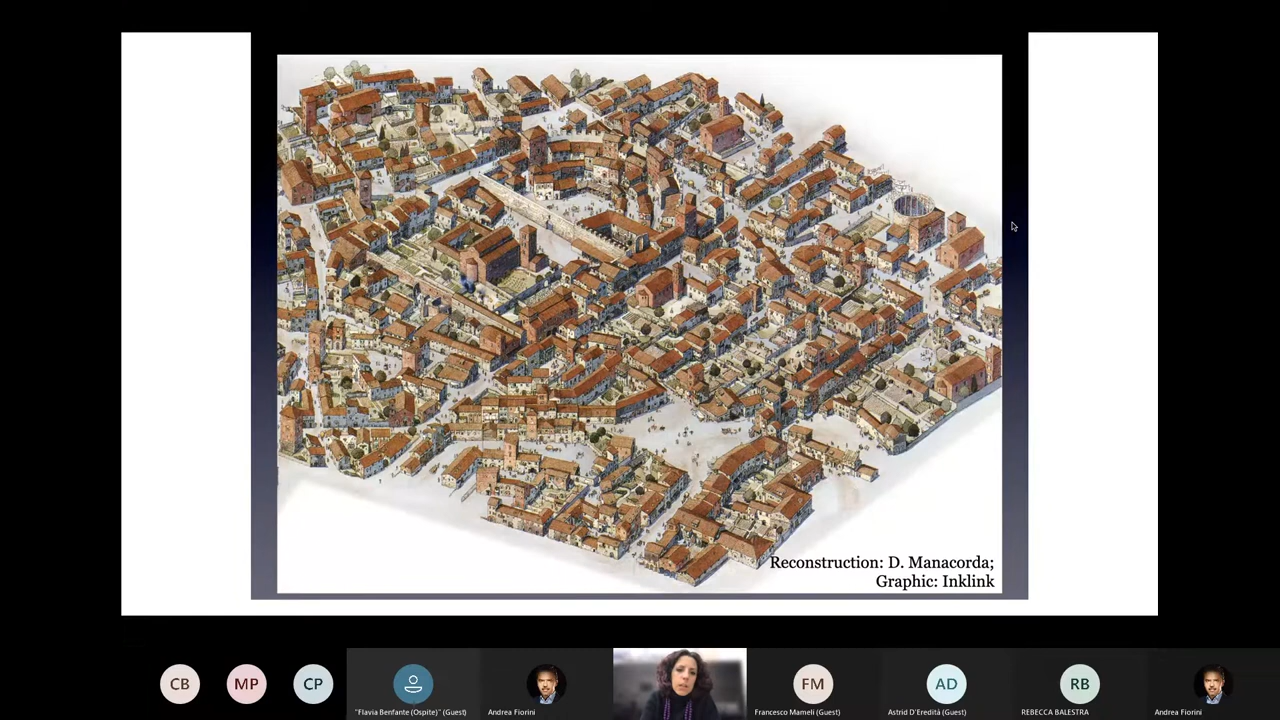 Reconstruction: D. Manacorda;
Graphic: Inklink
CB
MP
CP
FM
AD
RB
"Flavia Benfante (Ospite)" (Guest)
Andrea Fiorini
Francesco Mameli (Guest)
Astrid D'Eredità (Guest)
REBECCA BALESTRA
Andrea Fiorini